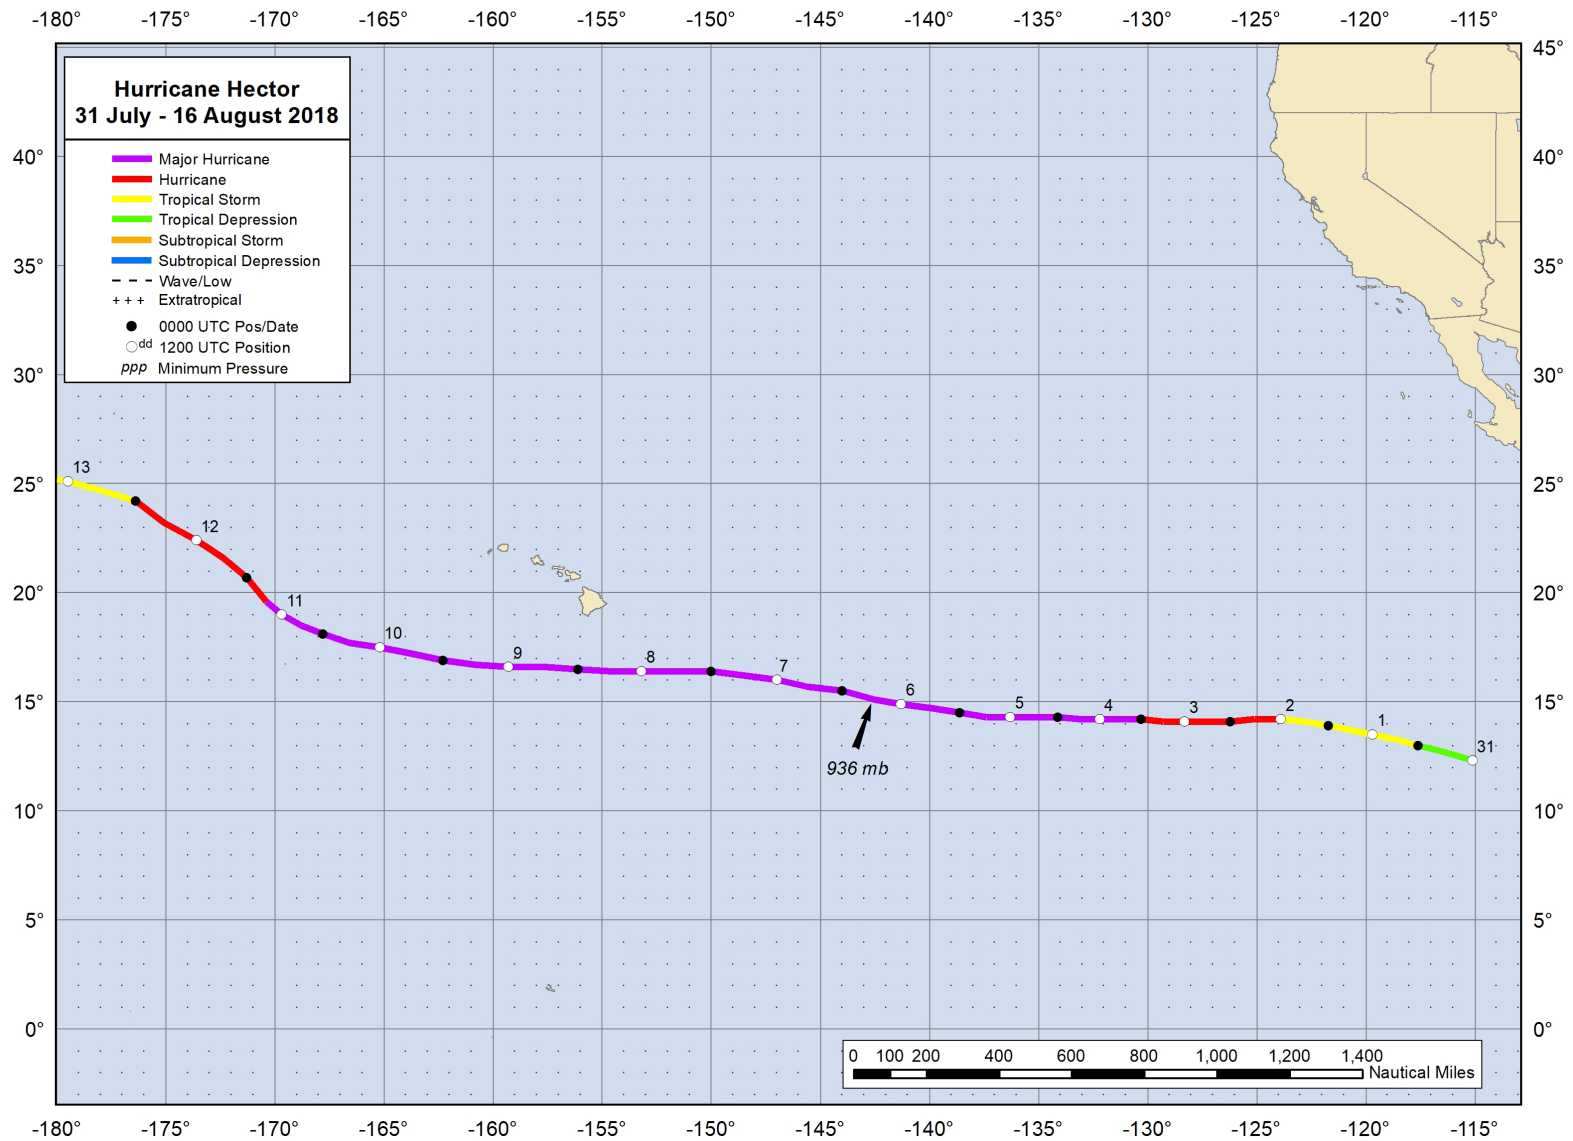 -180° -175° -170° -165° -160° -155° -150° -145° -140° -135° -130° -125° -120° -115°
45°
Hurricane Hector
31 July - 16 August 2018
Major Hurricane
Hurricane
Tropical Storm
Tropical Depression
Subtropical Storm
Subtropical Depression
Wave/Low
+ + + Extratropical
0000 UTC Pos/Date
dd 1200 UTC Position
ppp Minimum Pressure
40° 40°
35° 35°
30° 30°
25° 25°
20° 20°
15° 15°
10° 10°
5° 5°
0° 0°
13
12
11
10
9
8
7
6
5
4
3
2
1
31
936 mb
0 100 200 400 600 800 1,000 1,200 1,400
Nautical Miles
-180° -175° -170° -165° -160° -155° -150° -145° -140° -135° -130° -125° -120° -115°